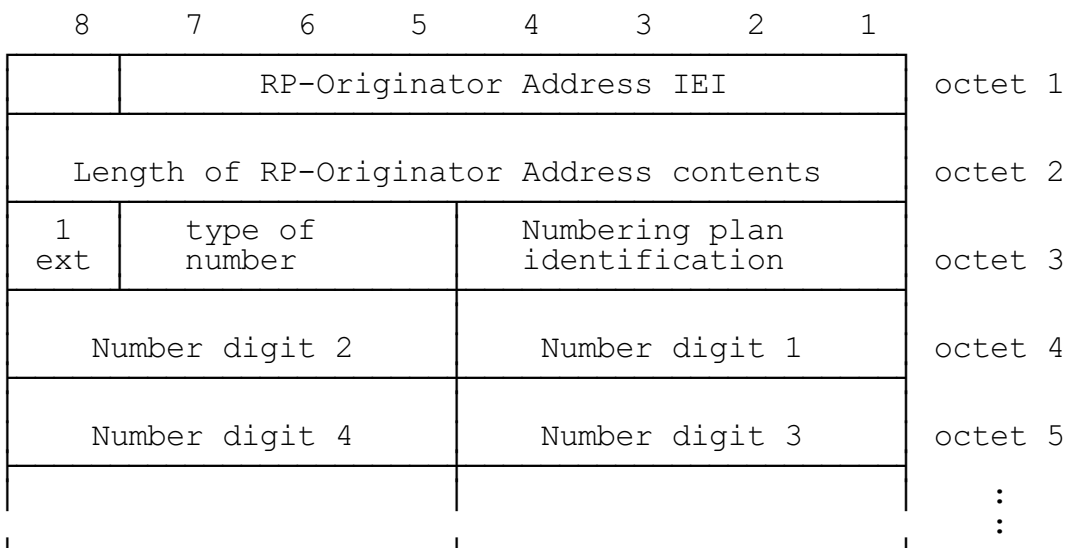 8 7 6 5 4 3 2 1
RP-Originator Address IEI octet 1
Length of RP-Originator Address contents octet 2
1 type of Numbering plan
ext number identification octet 3
Number digit 2 Number digit 1 octet 4
Number digit 4 Number digit 3 octet 5
:
: